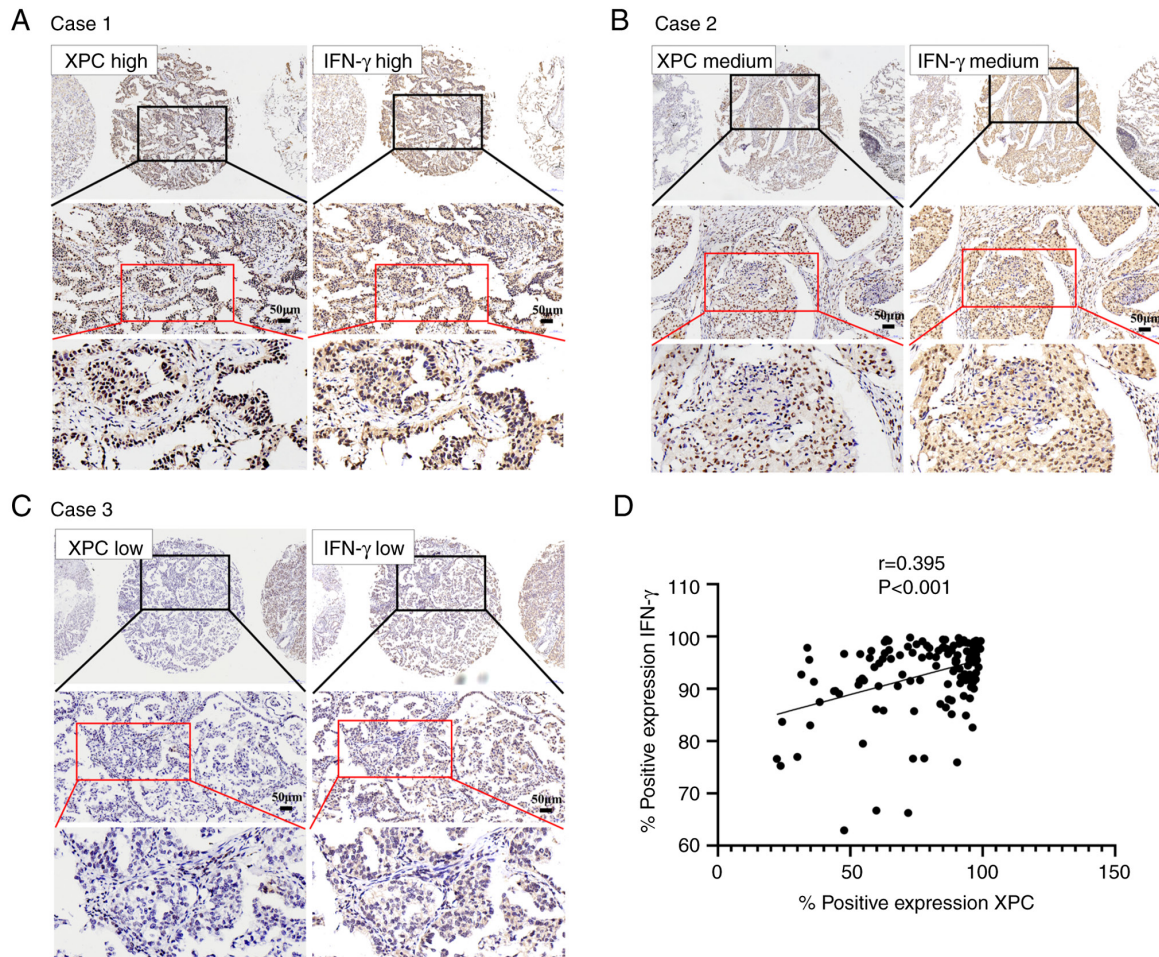 A Case 1
XPC high
IFN-γ high
50μm
50μm
B Case 2
XPC medium
IFN-γ medium
50μm
50μm
C Case 3
XPC low
IFN-γ low
50μm
50μm
D
r=0.395
P<0.001
% Positive expression IFN-γ
110
100
90
80
70
60
0
50
100
150
% Positive expression XPC